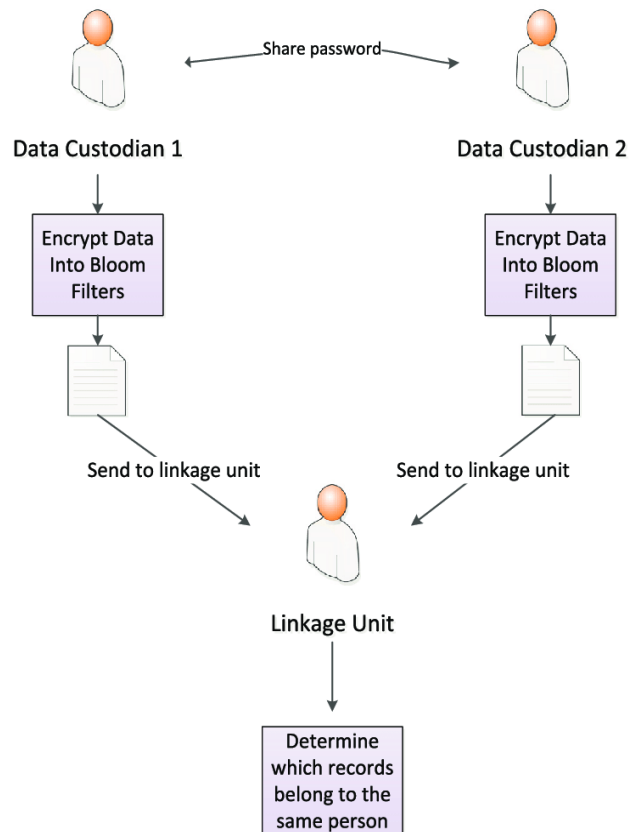 Share password
Data Custodian 1
Data Custodian 2
Encrypt Data
Into Bloom
Filters
Encrypt Data
Into Bloom
Filters
Send to linkage unit
Send to linkage unit
Linkage Unit
Determine
which records
belong to the
same person